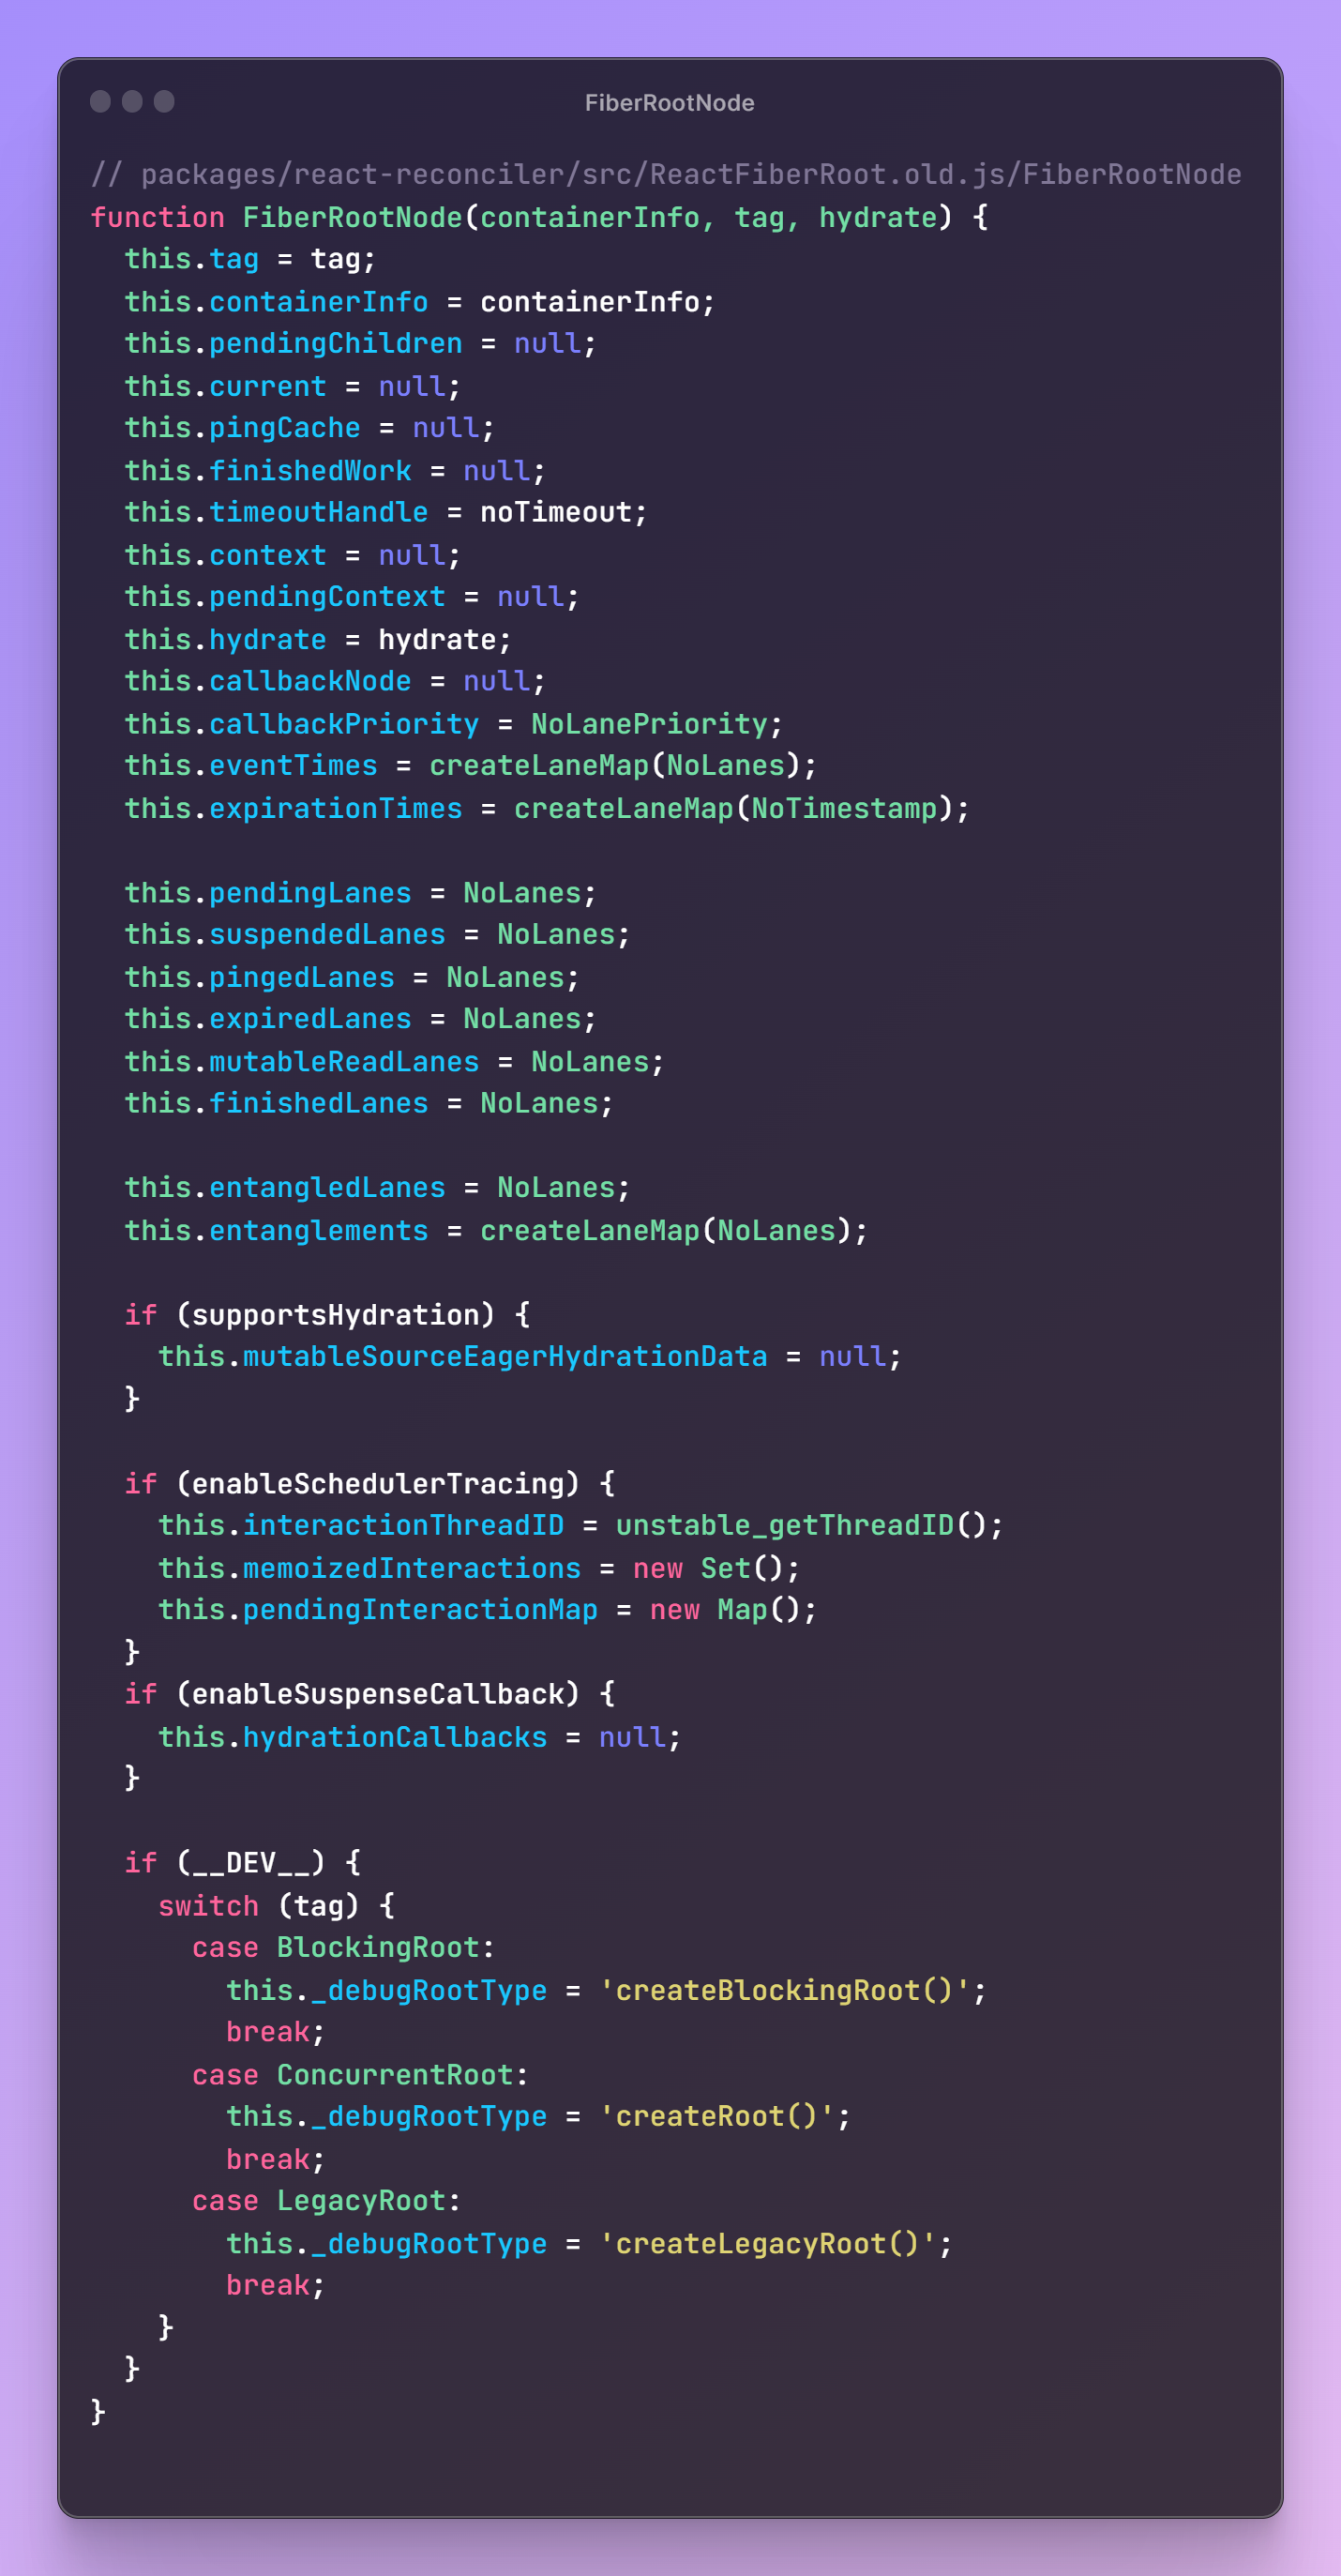 FiberRootNode
// packages/react-reconciler/src/ReactFiberRoot.old.js/FiberRootNode
function FiberRootNode(containerInfo, tag, hydrate) {
  this.tag = tag;
  this.containerInfo = containerInfo;
  this.pendingChildren = null;
  this.current = null;
  this.pingCache = null;
  this.finishedWork = null;
  this.timeoutHandle = noTimeout;
  this.context = null;
  this.pendingContext = null;
  this.hydrate = hydrate;
  this.callbackNode = null;
  this.callbackPriority = NoLanePriority;
  this.eventTimes = createLaneMap(NoLanes);
  this.expirationTimes = createLaneMap(NoTimestamp);

  this.pendingLanes = NoLanes;
  this.suspendedLanes = NoLanes;
  this.pingedLanes = NoLanes;
  this.expiredLanes = NoLanes;
  this.mutableReadLanes = NoLanes;
  this.finishedLanes = NoLanes;

  this.entangledLanes = NoLanes;
  this.entanglements = createLaneMap(NoLanes);

  if (supportsHydration) {
    this.mutableSourceEagerHydrationData = null;
  }

  if (enableSchedulerTracing) {
    this.interactionThreadID = unstable_getThreadID();
    this.memoizedInteractions = new Set();
    this.pendingInteractionMap = new Map();
  }
  if (enableSuspenseCallback) {
    this.hydrationCallbacks = null;
  }

  if (__DEV__) {
    switch (tag) {
      case BlockingRoot:
        this._debugRootType = 'createBlockingRoot()';
        break;
      case ConcurrentRoot:
        this._debugRootType = 'createRoot()';
        break;
      case LegacyRoot:
        this._debugRootType = 'createLegacyRoot()';
        break;
    }
  }
}